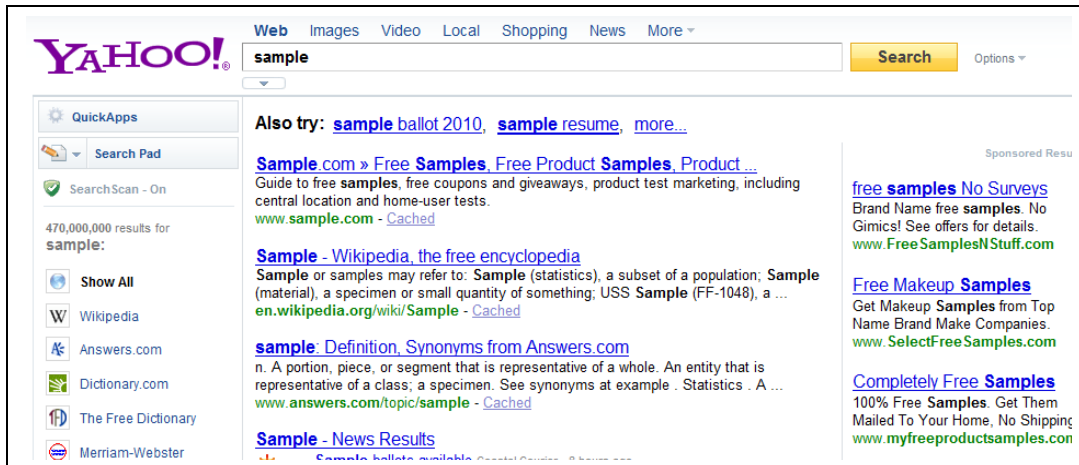 Web Images Video Local Shopping News More
YAHOO!®
sample
Search
Options
QuickApps
Search Pad
SearchScan - On
470,000,000 results for
sample:
Show All
Wikipedia
Answers.com
Dictionary.com
The Free Dictionary
Merriam-Webster
Also try: sample ballot 2010, sample resume, more...
Sample.com » Free Samples, Free Product Samples, Product ...
Guide to free samples, free coupons and giveaways, product test marketing, including
central location and home-user tests.
www.sample.com - Cached
Sample - Wikipedia, the free encyclopedia
Sample or samples may refer to: Sample (statistics), a subset of a population; Sample
(material), a specimen or small quantity of something; USS Sample (FF-1048), a ...
en.wikipedia.org/wiki/Sample - Cached
sample: Definition, Synonyms from Answers.com
n. A portion, piece, or segment that is representative of a whole. An entity that is
representative of a class; a specimen. See synonyms at example . Statistics . A ...
www.answers.com/topic/sample - Cached
Sample - News Results
Sample ballots available Coastal Courier - 8 hours ago
Sponsored Resu
free samples No Surveys
Brand Name free samples. No
Gimics! See offers for details.
www.FreeSamplesNStuff.com
Free Makeup Samples
Get Makeup Samples from Top
Name Brand Make Companies.
www.SelectFreeSamples.com
Completely Free Samples
100% Free Samples. Get Them
Mailed To Your Home, No Shipping
www.myfreeproductsamples.com